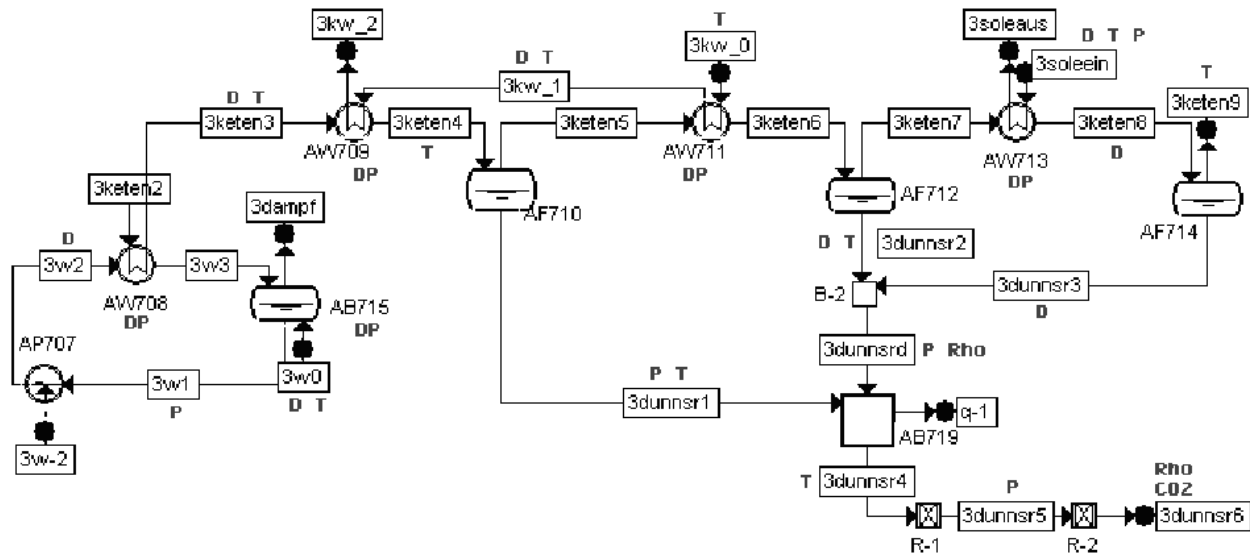 3kw_2
T
3kw_0
3soleaus
D T P
3soleein
D T
3kw_1
T
3keten9
D T
3keten3
3keten4
3keten5
3keten6
3keten7
3keten8
AW709
T
AW711
AW713
D
DP
DP
DP
3keten2
3dampf
AF710
AF712
AF714
D
3w2
3w3
D T
3dunnsr2
AW708
AB715
B-2
3dunnsr3
DP
DP
D
AP707
3dunnsrd
P Rho
3w1
3w0
P T
P
D T
3dunnsr1
q-1
AB719
3w-2
T
3dunnsr4
P
Rho
CO2
3dunnsr5
3dunnsr6
R-1
R-2